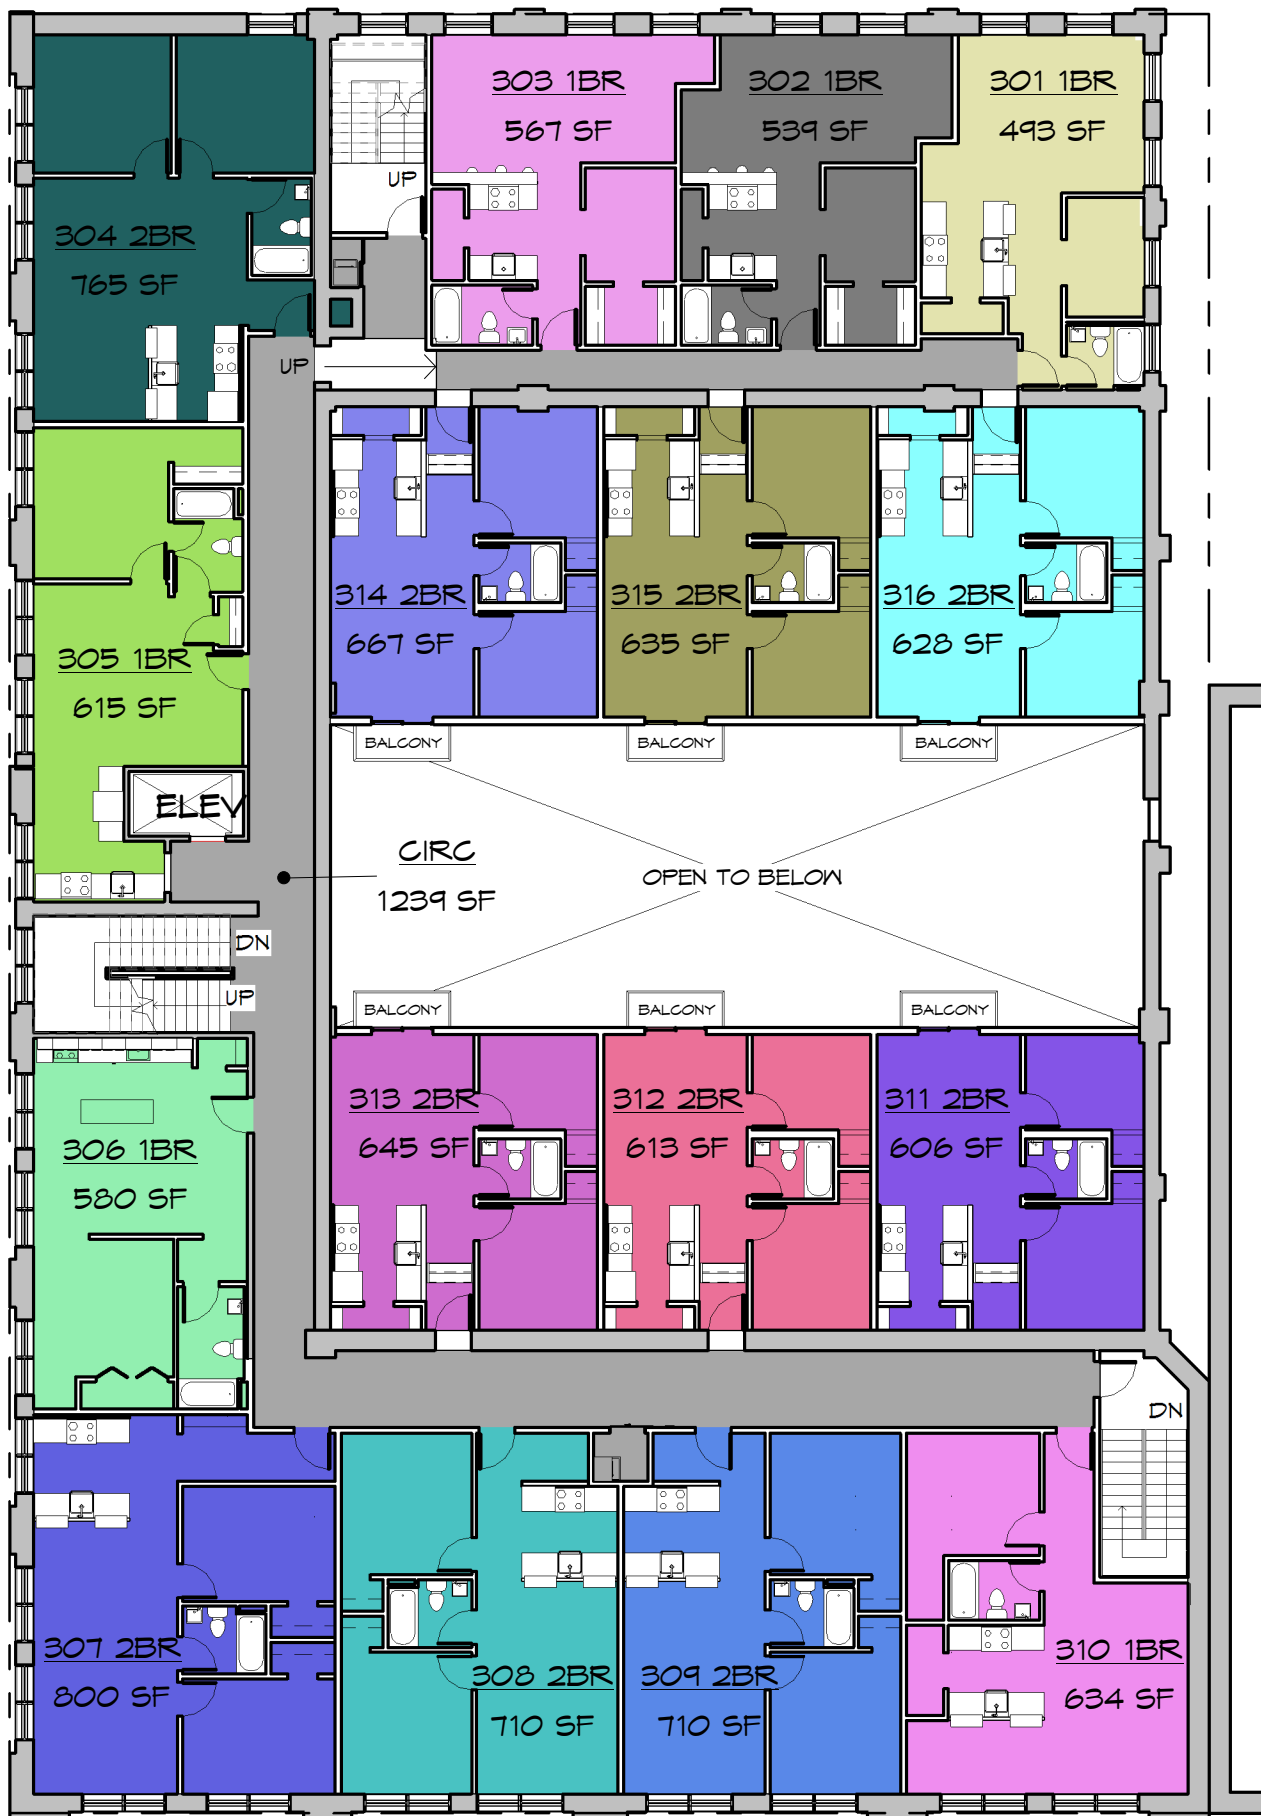 303 1BR
567 SF
302 1BR
539 SF
301 1BR
493 SF
UP
304 2BR
765 SF
UP
314 2BR
667 SF
315 2BR
635 SF
316 2BR
628 SF
305 1BR
615 SF
BALCONY
BALCONY
BALCONY
ELEV
CIRC
1239 SF
OPEN TO BELOW
DN
UP
BALCONY
BALCONY
BALCONY
313 2BR
645 SF
312 2BR
613 SF
311 2BR
606 SF
306 1BR
580 SF
DN
307 2BR
800 SF
308 2BR
710 SF
309 2BR
710 SF
310 1BR
634 SF